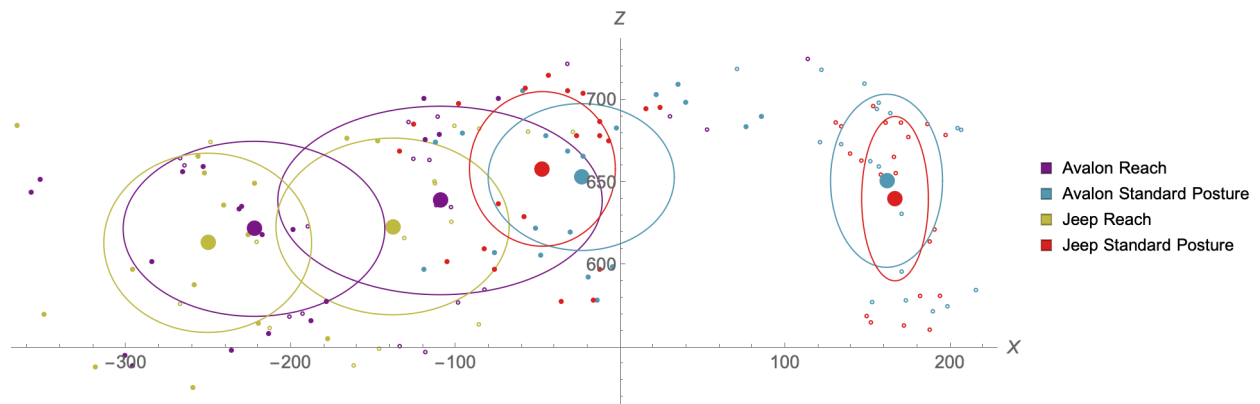 z
700
650
600
-300
-200
-100
100
200
x
Avalon Reach
Avalon Standard Posture
Jeep Reach
Jeep Standard Posture